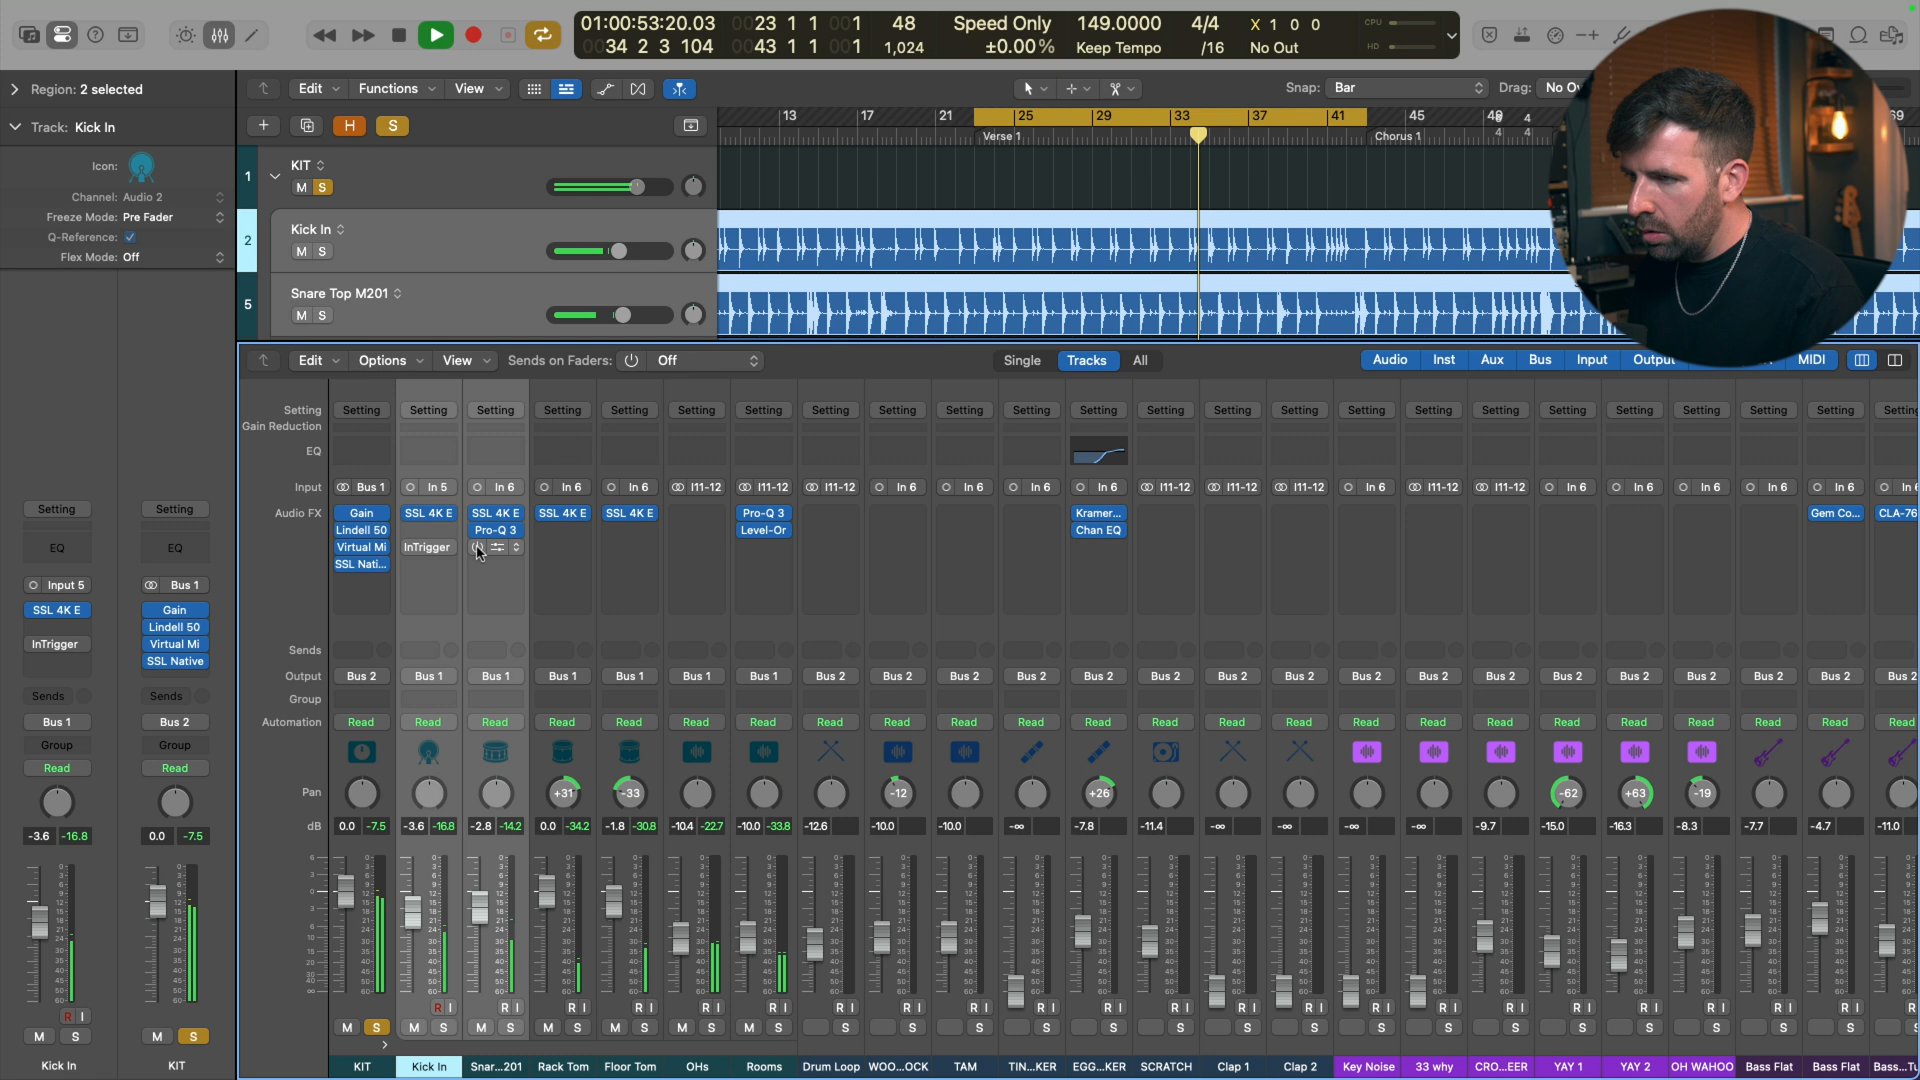 01:00:53:20.03 0023 1 1 001 48 Speed Only 149.0000 4/4 X 1 0 0 CPU
0034 2 3 104 0043 1 1 001 1,024 ±0.00% Keep Tempo /16 No Out HD
Region: 2 selected Edit Functions View Snap: Bar Drag:
Track: Kick In H S 13 17 21 25 29 33 37 41 45
Verse 1 Chorus 1
Icon: 1 KIT
Channel: Audio 2 M S
Freeze Mode: Pre Fader
Q-Reference: 2 Kick In
Flex Mode: Off M S
5 Snare Top M201
M S
Edit Options View Sends on Faders: Off Single Tracks All Audio Inst Aux Bus Input Output MIDI
Setting Setting Setting Setting Setting Setting Setting Setting Setting Setting Setting Setting Setting Setting Setting Setting Setting Setting Setting Setting Setting Setting Setting Setting
Gain Reduction
EQ
Input Bus 1 In 5 In 6 In 6 In 6 I11-12 I11-12 I11-12 In 6 In 6 In 6 In 6 I11-12 I11-12 I11-12 I11-12 I11-12 I11-12 In 6 In 6 In 6 In 6 In 6
Audio FX Gain SSL 4K E SSL 4K E SSL 4K E SSL 4K E Pro-Q 3 Kramer... Gem Co... CLA-76
Lindell 50 Pro-Q 3 Level-Or Chan EQ
Virtual Mi InTrigger
SSL Nati...
Sends
Output Bus 2 Bus 1 Bus 1 Bus 1 Bus 1 Bus 1 Bus 1 Bus 2 Bus 2 Bus 2 Bus 2 Bus 2 Bus 2 Bus 2 Bus 2 Bus 2 Bus 2 Bus 2 Bus 2 Bus 2 Bus 2 Bus 2 Bus 2
Group
Automation Read Read Read Read Read Read Read Read Read Read Read Read Read Read Read Read Read Read Read Read Read Read Read Read
Pan +31 -33 -12 +26 -62 +63 -19
dB 0.0 -7.5 -3.6 -16.8 -2.8 -14.2 0.0 -34.2 -1.8 -30.8 -10.4 -22.7 -10.0 -33.8 -12.6 -10.0 -10.0 -∞ -7.8 -11.4 -∞ -∞ -∞ -∞ -9.7 -15.0 -16.3 -8.3 -7.7 -4.7 -11.0
M S M S M S M S M S M S M S S S S S S S S S S S S S S S S S
KIT Kick In Snar...201 Rack Tom Floor Tom OHs Rooms Drum Loop WOO...OCK TAM TIN...KER EGG...KER SCRATCH Clap 1 Clap 2 Key Noise 33 why CRO...EER YAY 1 YAY 2 OH WAHOO Bass Flat Bass Flat
Setting Setting
EQ EQ
Input 5 Bus 1
SSL 4K E Gain
Lindell 50
InTrigger Virtual Mi
SSL Native
Sends Sends
Bus 1 Bus 2
Group Group
Read Read
-3.6 -16.8 0.0 -7.5
R I
M S M S
Kick In KIT